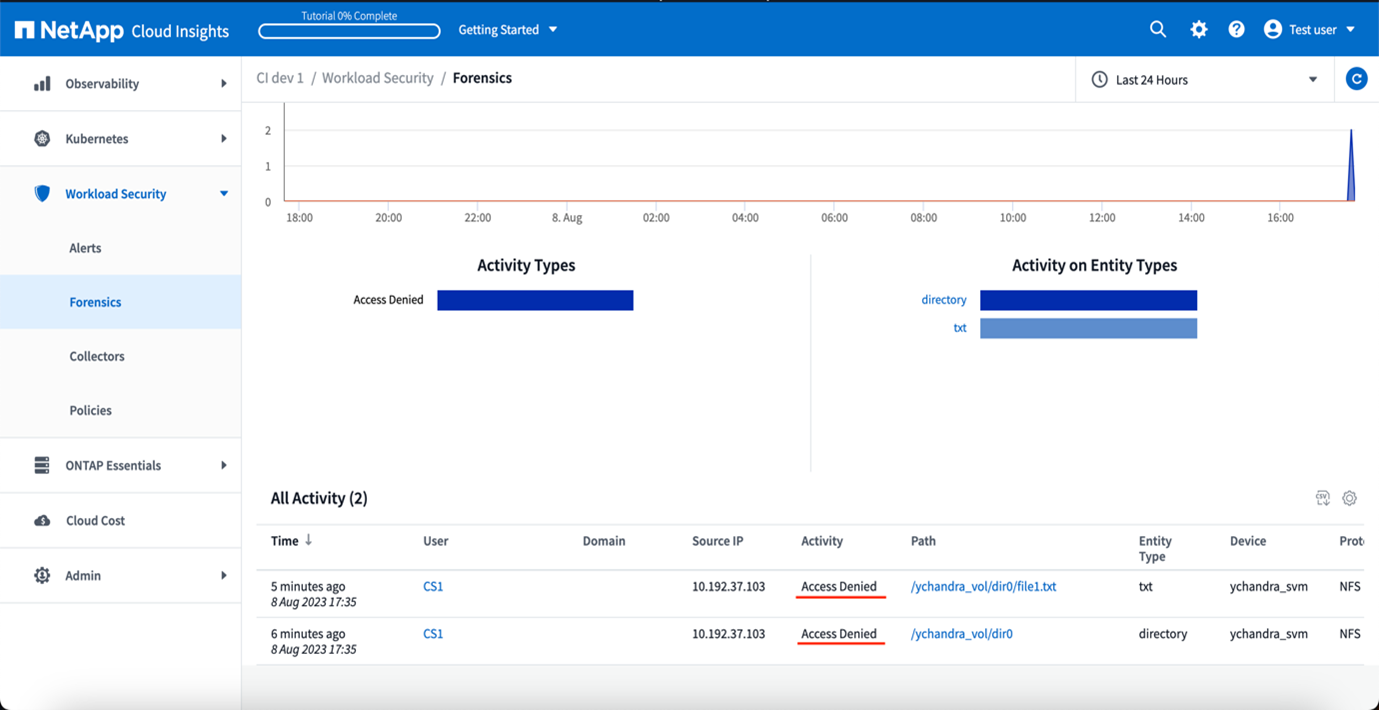 Tutorial 0% Complete
NetApp Cloud Insights
Getting Started
Test user
Observability
Kubernetes
Workload Security
Alerts
Forensics
Collectors
Policies
ONTAP Essentials
Cloud Cost
Admin
CI dev 1 / Workload Security / Forensics
Last 24 Hours
2
1
0
18:00 20:00 22:00 8. Aug 02:00 04:00 06:00 08:00 10:00 12:00 14:00 16:00
Activity Types
Access Denied
Activity on Entity Types
directory
txt
All Activity (2)
CSV
Time User Domain Source IP Activity Path Entity Type Device Proto
5 minutes ago CS1 10.192.37.103 Access Denied /ychandra_vol/dir0/file1.txt txt ychandra_svm NFS
8 Aug 2023 17:35
6 minutes ago CS1 10.192.37.103 Access Denied /ychandra_vol/dir0 directory ychandra_svm NFS
8 Aug 2023 17:35